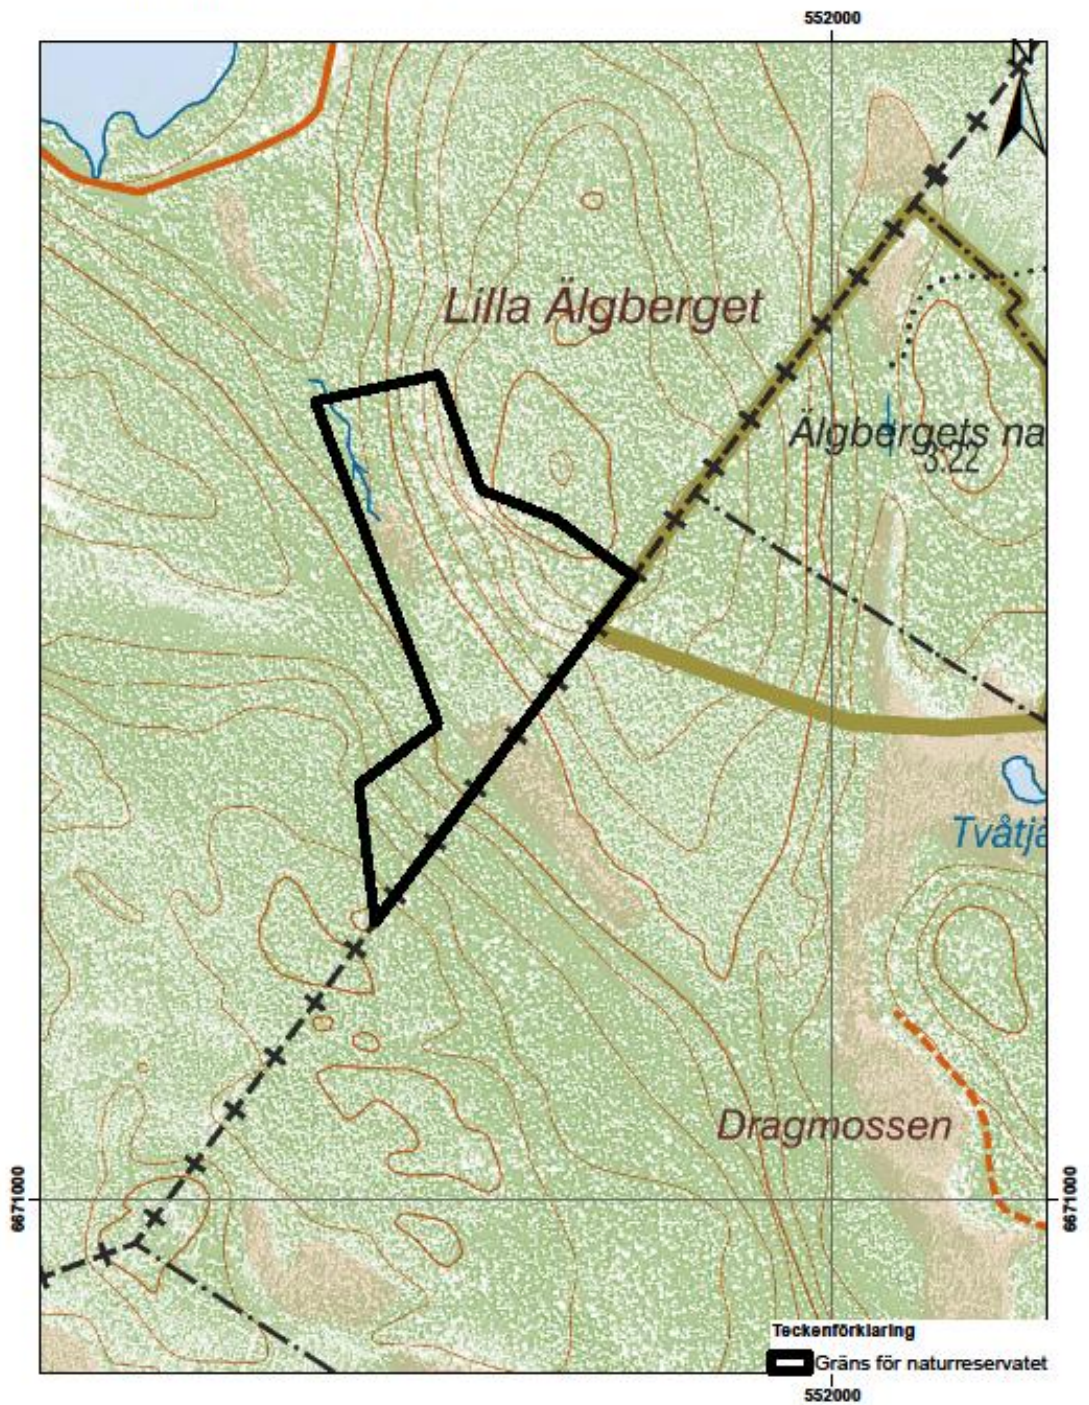 552000
N
Lilla Älgberget
Älgbergets na
3:22
Tvåtjä
Dragmossen
6671000
6671000
Teckenförklaring
Gräns för naturreservatet
552000